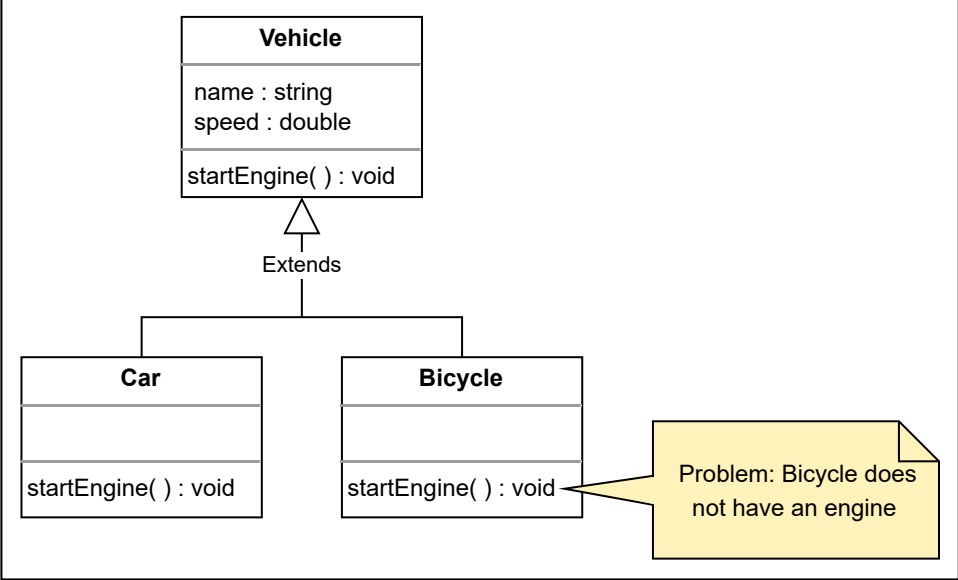 Vehicle
name : string
speed : double
startEngine( ) : void
Extends
Car
startEngine( ) : void
Bicycle
startEngine( ) : void
Problem: Bicycle does
not have an engine